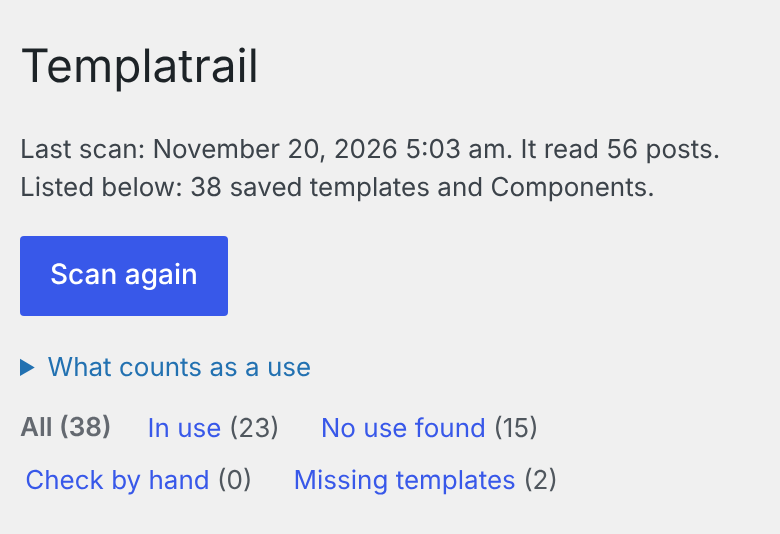 Templatrail
Last scan: November 20, 2026 5:03 am. It read 56 posts.
Listed below: 38 saved templates and Components.
Scan again
What counts as a use
All (38) In use (23) No use found (15)
Check by hand (0) Missing templates (2)